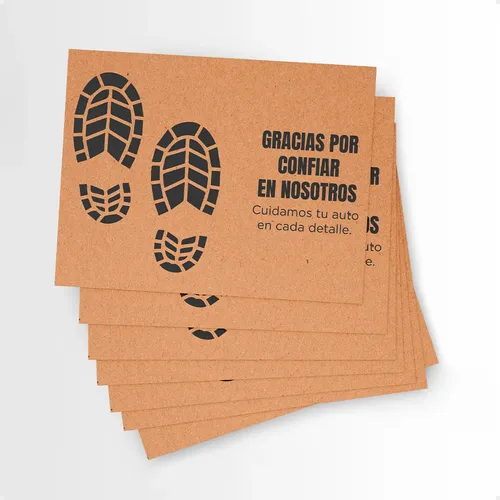 GRACIAS POR
CONFIAR
EN NOSOTROS
Cuidamos tu auto
en cada detalle.